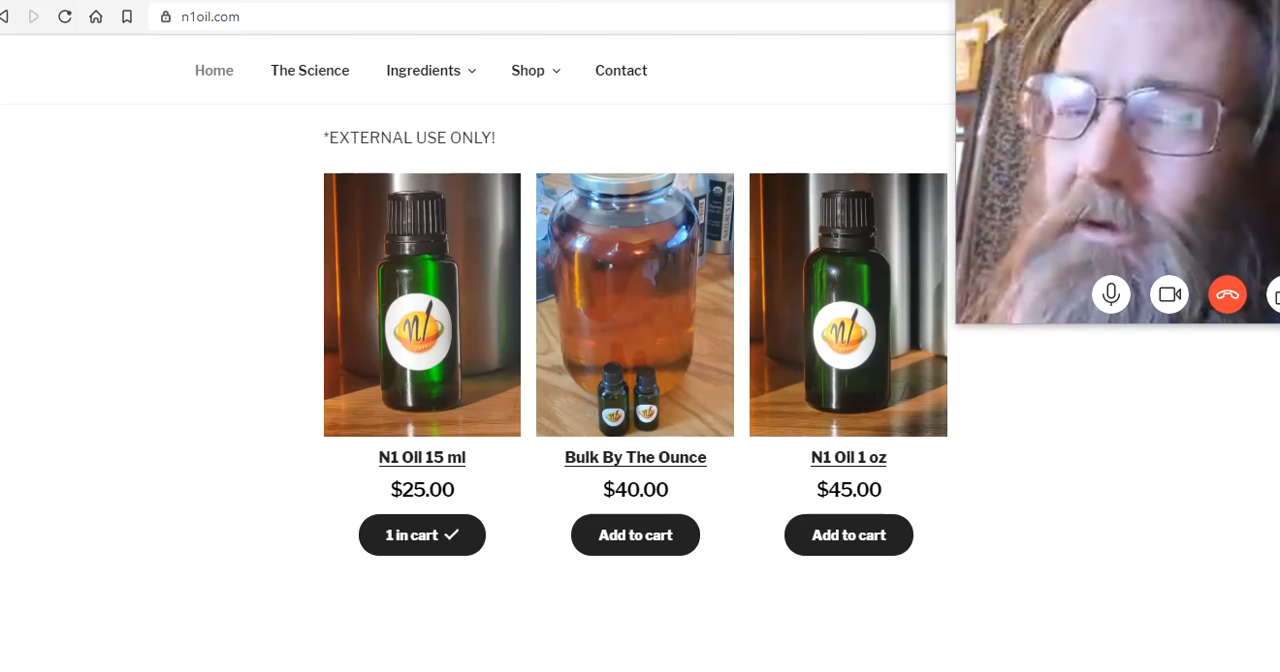 n1oil.com
Home The Science Ingredients Shop Contact
*EXTERNAL USE ONLY!
N1 Oil 15 ml Bulk By The Ounce N1 Oil 1 oz
$25.00 $40.00 $45.00
1 in cart Add to cart Add to cart